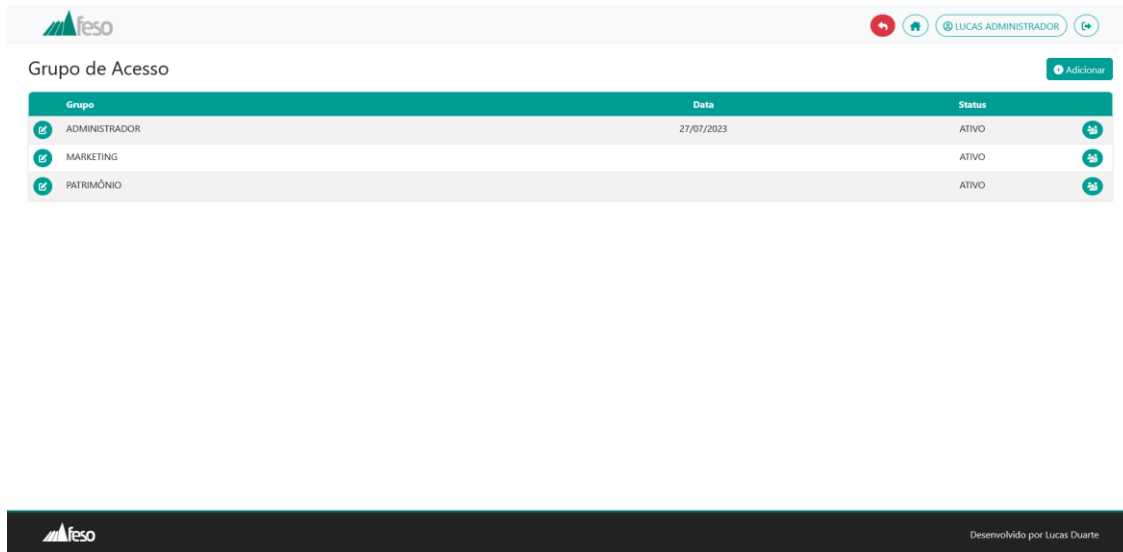 feso
LUCAS ADMINISTRADOR
Grupo de Acesso
Adicionar
Grupo Data Status
ADMINISTRADOR 27/07/2023 ATIVO
MARKETING ATIVO
PATRIMÔNIO ATIVO
feso
Desenvolvido por Lucas Duarte